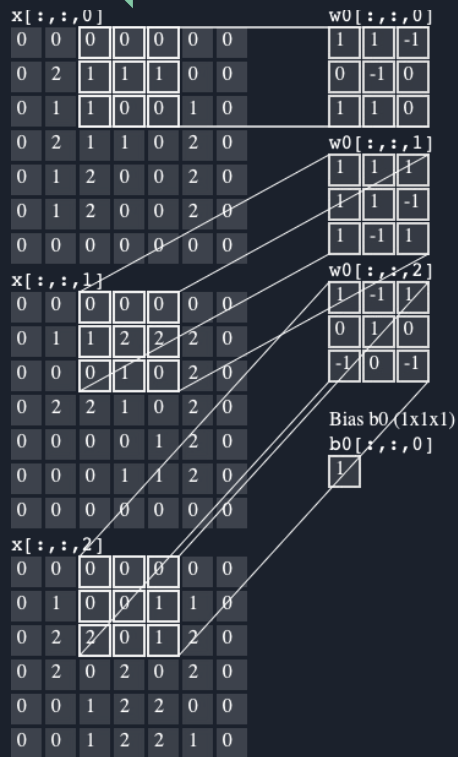 x[:,:,0]
0 0 0 0 0 0 0
0 2 1 1 1 0 0
0 1 1 0 0 1 0
0 2 1 1 0 2 0
0 1 2 0 0 2 0
0 1 2 0 0 2 0
0 0 0 0 0 0 0
x[:,:,1]
0 0 0 0 0 0 0
0 1 1 2 2 2 0
0 0 0 1 0 2 0
0 2 2 1 0 2 0
0 0 0 0 1 2 0
0 0 0 1 1 2 0
0 0 0 0 0 0 0
x[:,:,2]
0 0 0 0 0 0 0
0 1 0 0 1 1 0
0 2 2 0 1 2 0
0 2 0 2 0 2 0
0 0 1 2 2 0 0
0 0 1 2 2 1 0
w0[:,:,0]
1 1 -1
0 -1 0
1 1 0
w0[:,:,1]
1 1 1
1 1 -1
1 -1 1
w0[:,:,2]
1 -1 1
0 1 0
-1 0 -1
Bias b0 (1x1x1)
b0[:,:,0]
1